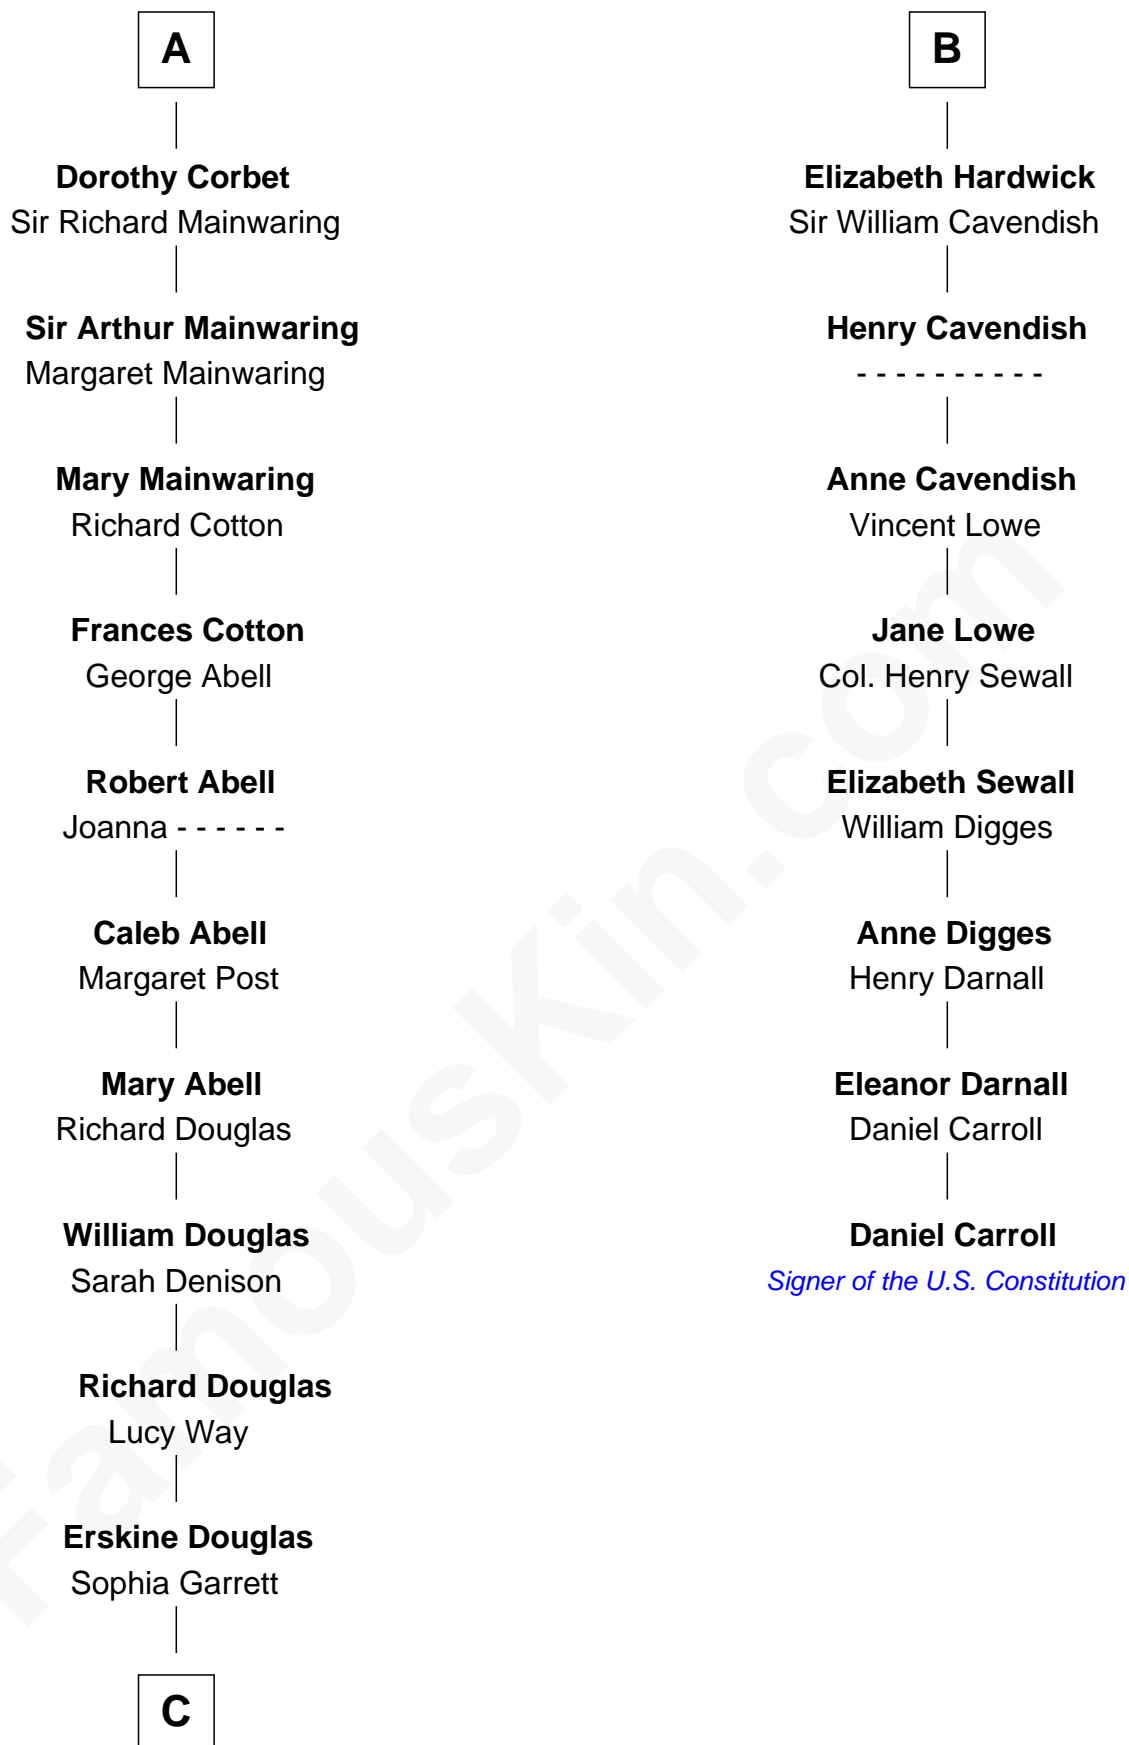 A
Dorothy Corbet
Sir Richard Mainwaring
Sir Arthur Mainwaring
Margaret Mainwaring
Mary Mainwaring
Richard Cotton
Frances Cotton
George Abell
Robert Abell
Joanna - - - - - -
Caleb Abell
Margaret Post
Mary Abell
Richard Douglas
William Douglas
Sarah Denison
Richard Douglas
Lucy Way
Erskine Douglas
Sophia Garrett
C
B
Elizabeth Hardwick
Sir William Cavendish
Henry Cavendish
- - - - - - - - - -
Anne Cavendish
Vincent Lowe
Jane Lowe
Col. Henry Sewall
Elizabeth Sewall
William Digges
Anne Digges
Henry Darnall
Eleanor Darnall
Daniel Carroll
Daniel Carroll
Signer of the U.S. Constitution
FamousKin.com